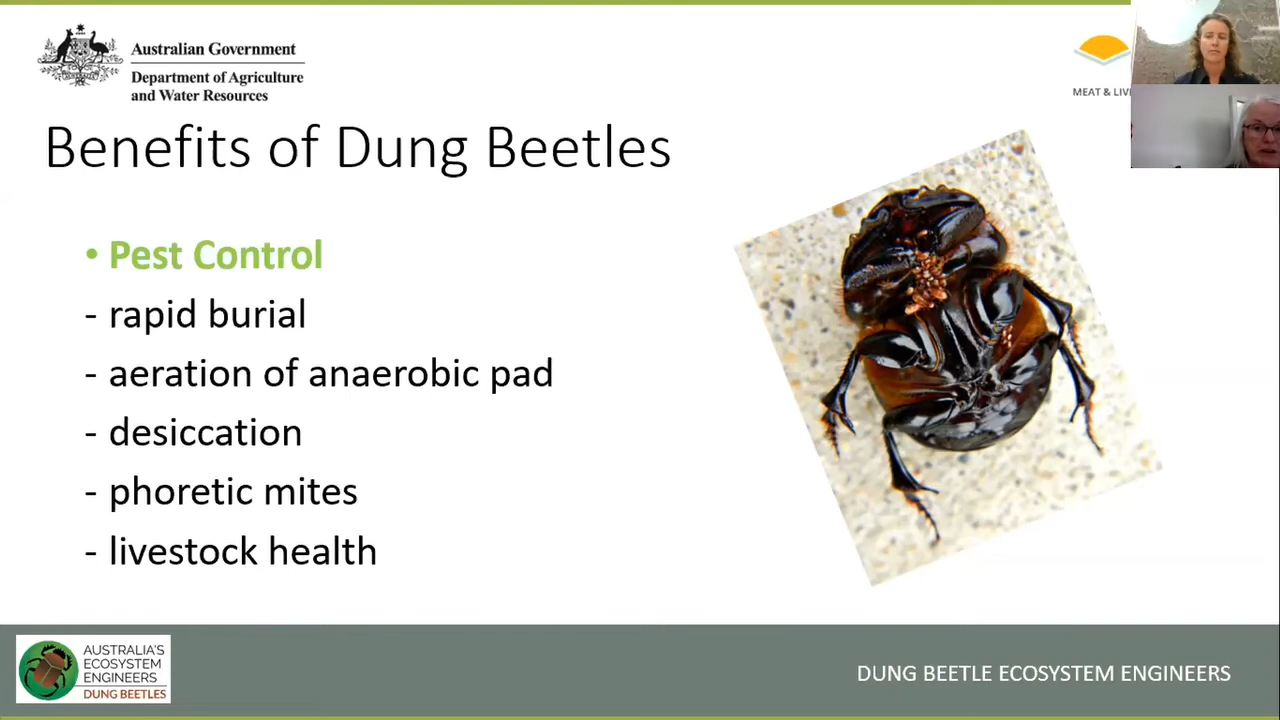 Australian Government
Department of Agriculture
and Water Resources
MEAT &
Benefits of Dung Beetles
• Pest Control
- rapid burial
- aeration of anaerobic pad
- desiccation
- phoretic mites
- livestock health
AUSTRALIA'S
ECOSYSTEM
ENGINEERS
DUNG BEETLES
DUNG BEETLE ECOSYSTEM ENGINEERS